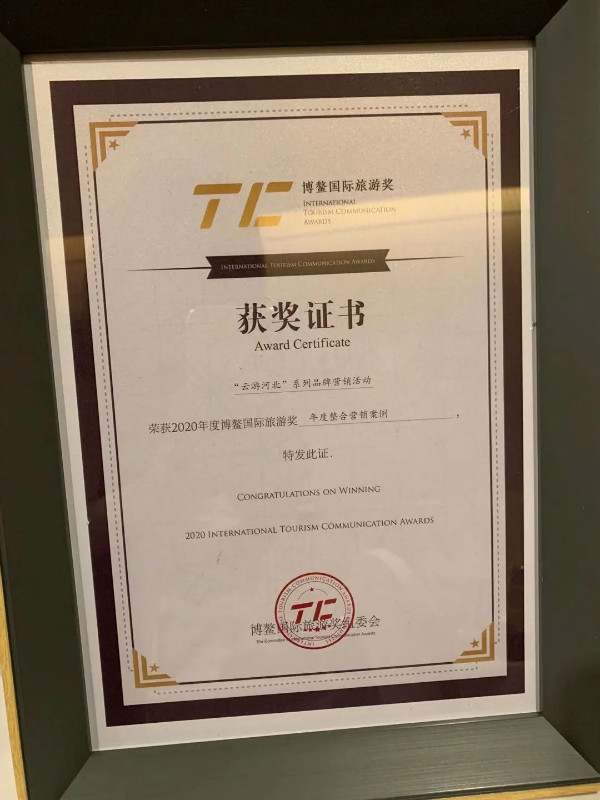 TC
博鳌国际旅游奖
INTERNATIONAL
TOURISM COMMUNICATION
AWARDS
INTERNATIONAL TOURISM COMMUNICATION AWARDS
获奖证书
Award Certificate
“云游河北”系列品牌营销活动
荣获2020年度博鳌国际旅游奖 年度整合营销案例 ，
特发此证.
CONGRATULATIONS ON WINNING
2020 INTERNATIONAL TOURISM COMMUNICATION AWARDS
TC
博鳌国际旅游奖组委会